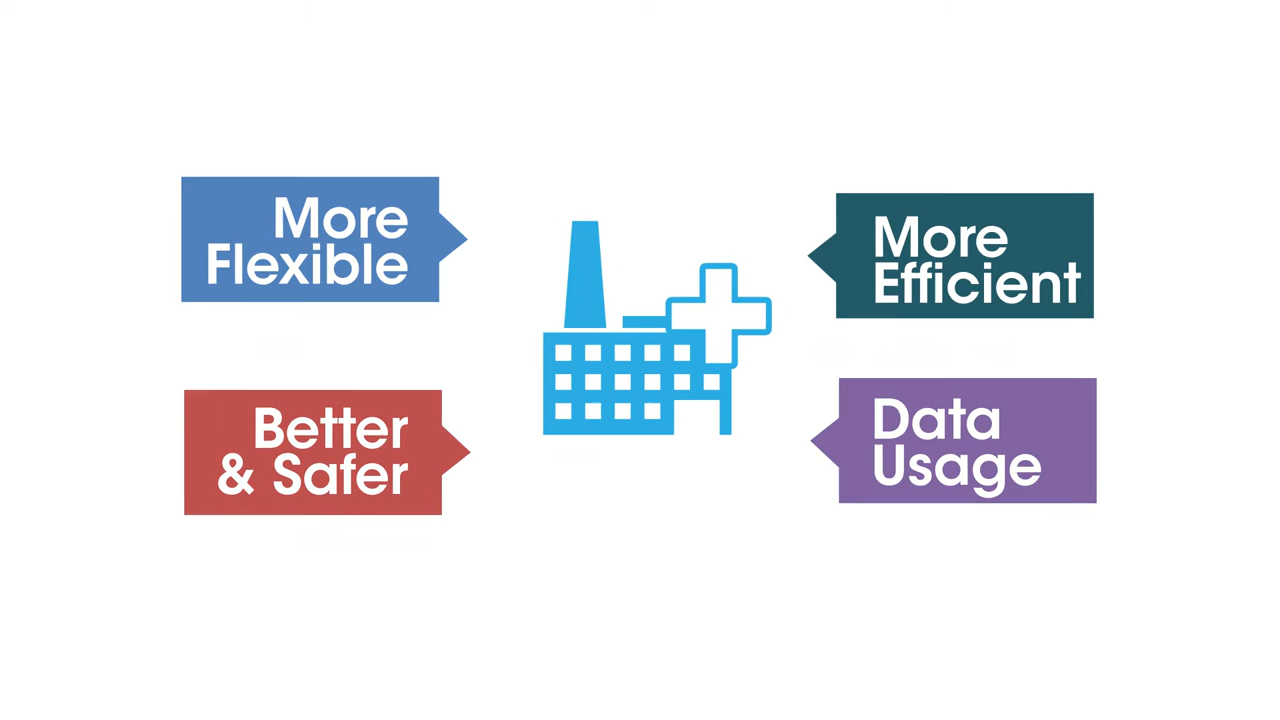 More
Flexible
More
Efficient
Better
& Safer
Data
Usage